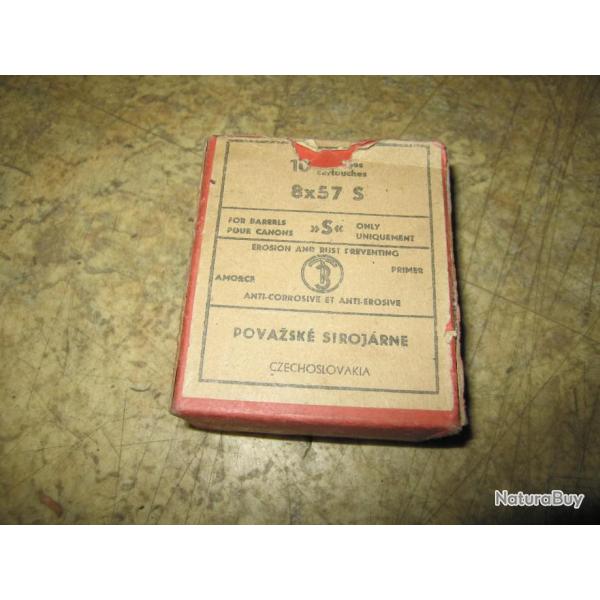 10
cartouches
8x57 S
FOR BARRELS »S« ONLY
POUR CANONS UNIQUEMENT
EROSION AND RUST PREVENTING
AMORCE PRIMER
ANTI-CORROSIVE ET ANTI-EROSIVE
POVAŽSKÉ STROJÁRNE
CZECHOSLOVAKIA
NaturaBuy